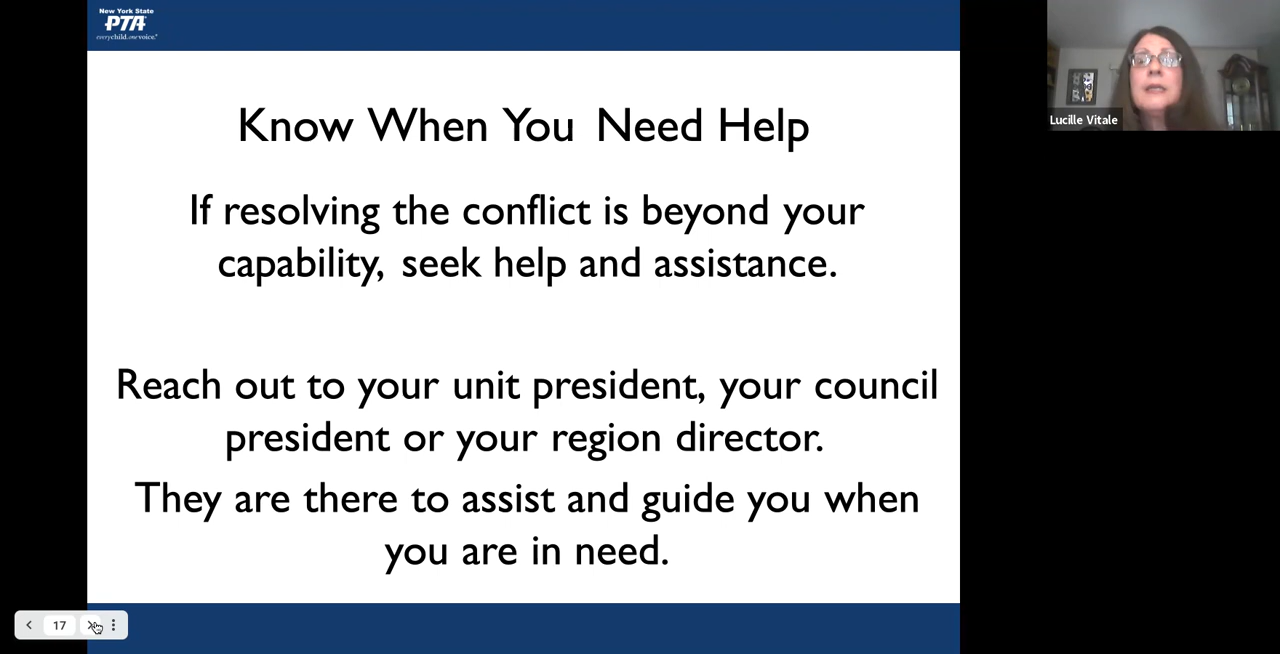 New York State
PTA
everychild.onevoice.®
Know When You Need Help
If resolving the conflict is beyond your
capability, seek help and assistance.
Reach out to your unit president, your council
president or your region director.
They are there to assist and guide you when
you are in need.
Lucille Vitale
17